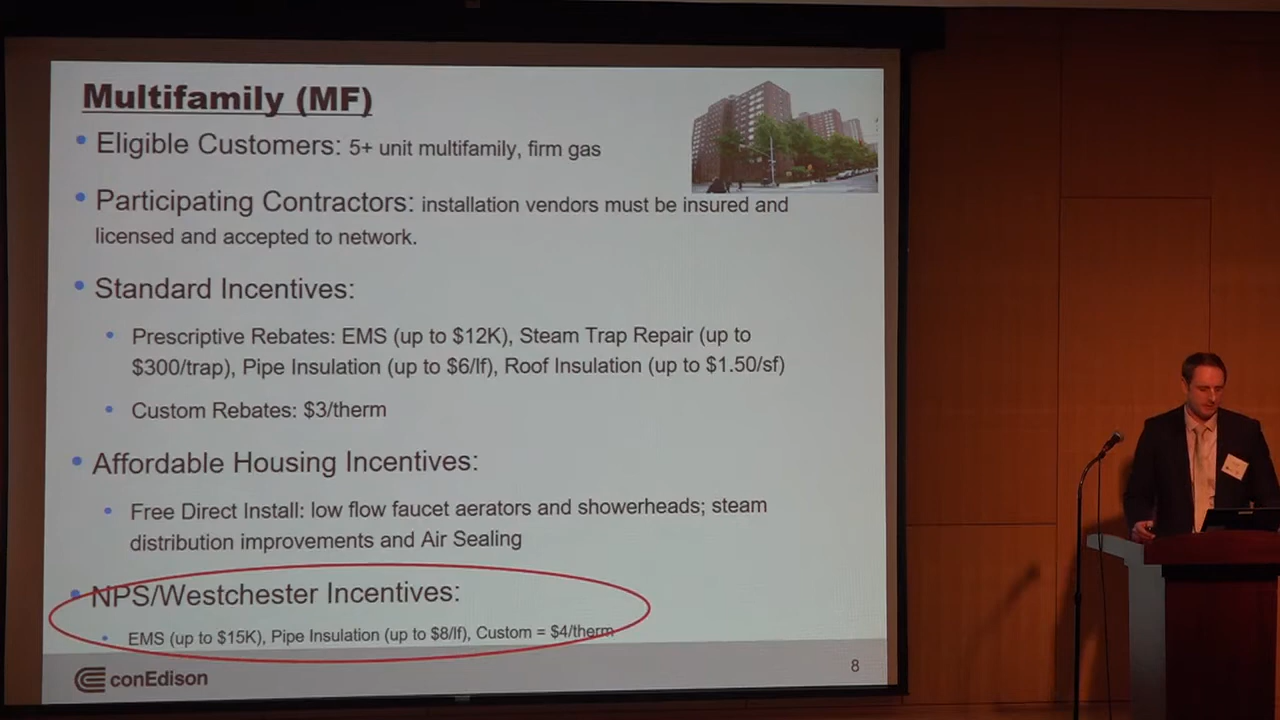 Multifamily (MF)
• Eligible Customers: 5+ unit multifamily, firm gas
• Participating Contractors: installation vendors must be insured and
licensed and accepted to network.
• Standard Incentives:
• Prescriptive Rebates: EMS (up to $12K), Steam Trap Repair (up to
$300/trap), Pipe Insulation (up to $6/lf), Roof Insulation (up to $1.50/sf)
• Custom Rebates: $3/therm
• Affordable Housing Incentives:
• Free Direct Install: low flow faucet aerators and showerheads; steam
distribution improvements and Air Sealing
• NPS/Westchester Incentives:
• EMS (up to $15K), Pipe Insulation (up to $8/lf), Custom = $4/therm
conEdison
8